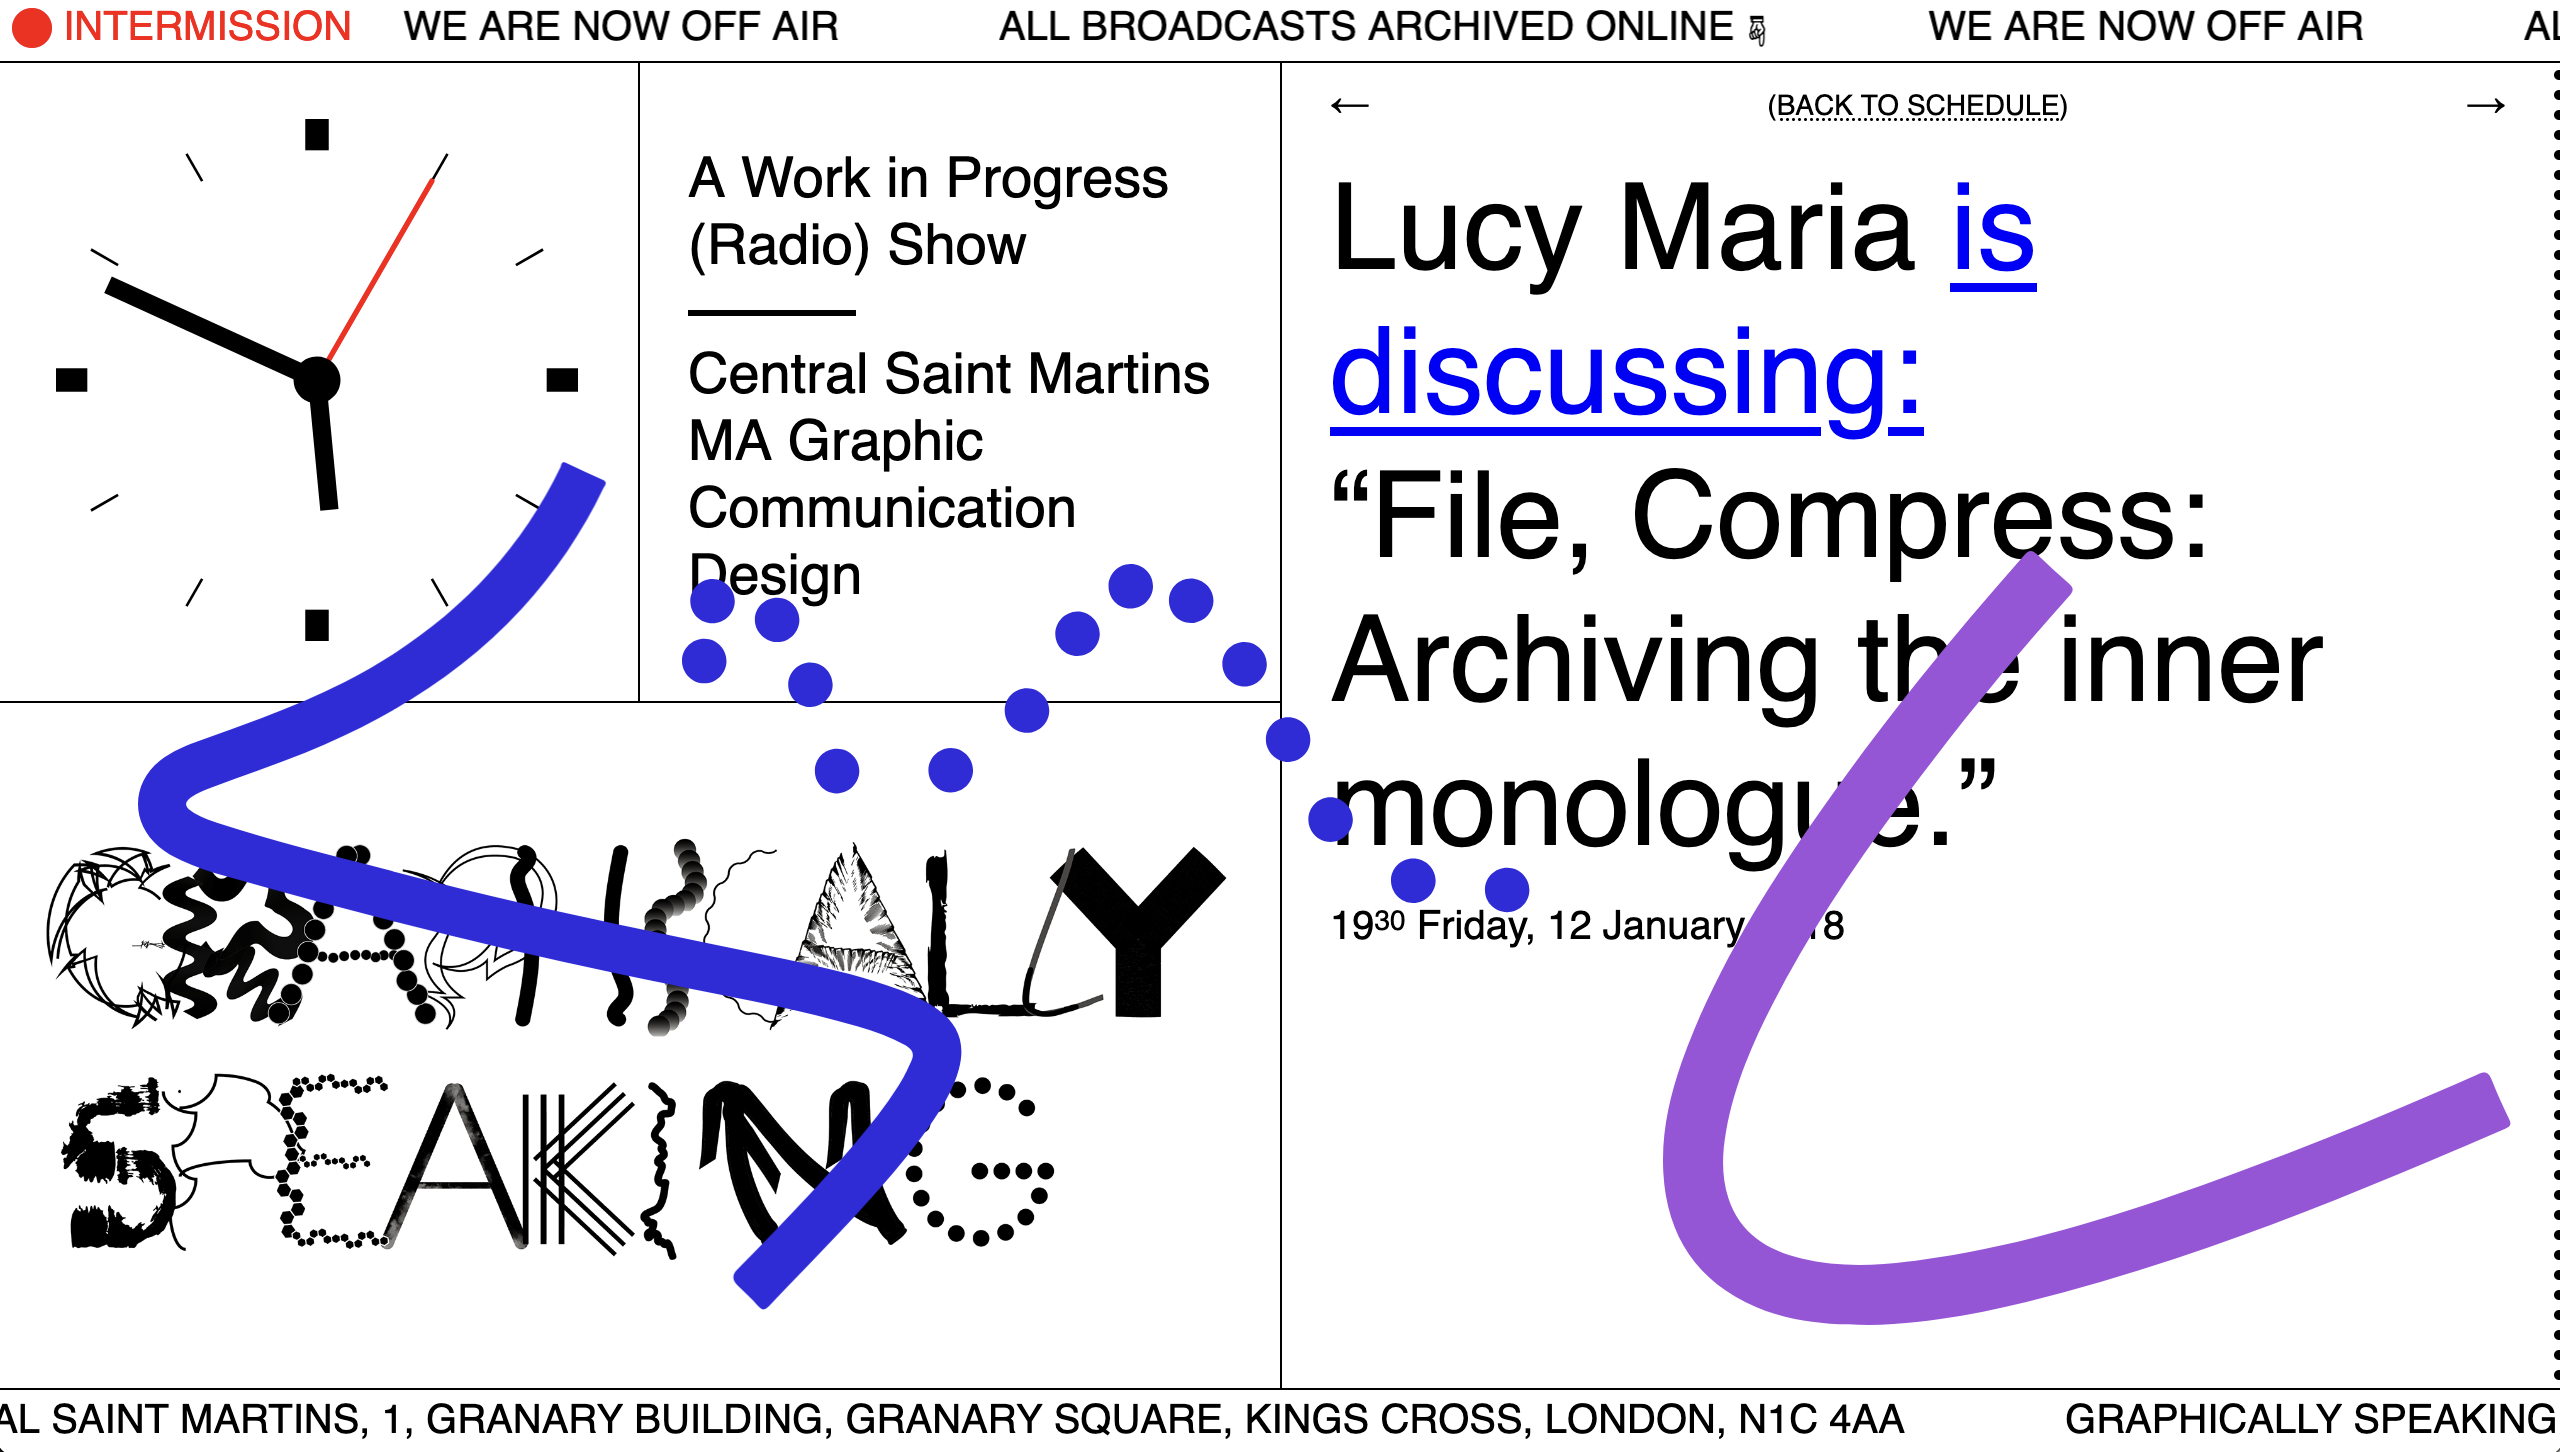 INTERMISSION WE ARE NOW OFF AIR ALL BROADCASTS ARCHIVED ONLINE WE ARE NOW OFF AIR
A Work in Progress
(Radio) Show
Central Saint Martins
MA Graphic
Communication
Design
GRAPHICALLY
SPEAKING
← (BACK TO SCHEDULE) →
Lucy Maria is
discussing:
“File, Compress:
Archiving the inner
monologue.”
19³⁰ Friday, 12 January
SAINT MARTINS, 1, GRANARY BUILDING, GRANARY SQUARE, KINGS CROSS, LONDON, N1C 4AA GRAPHICALLY SPEAKING